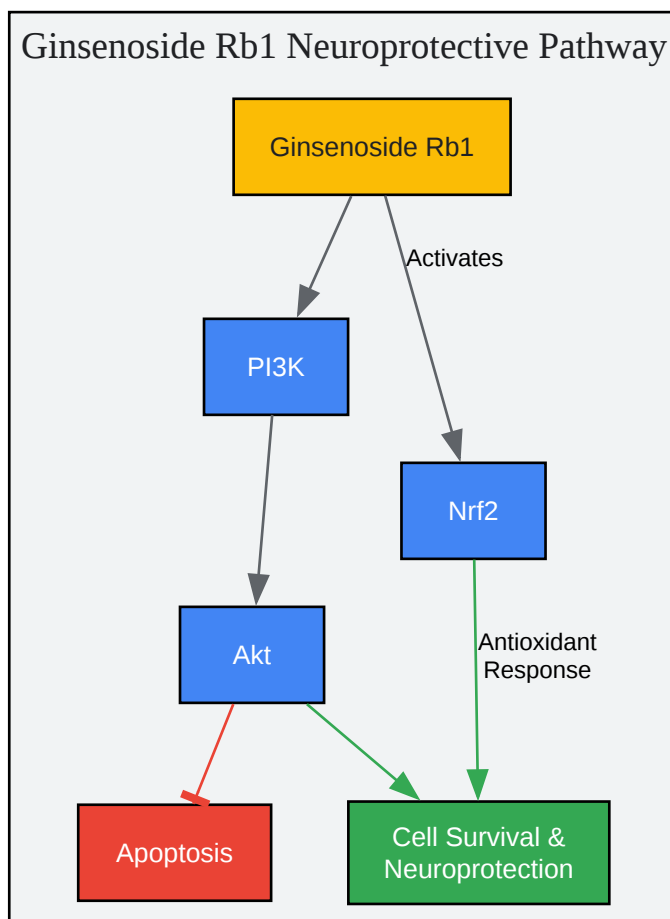 Ginsenoside Rb1 Neuroprotective Pathway
Ginsenoside Rb1
Activates
PI3K
Nrf2
Akt
Antioxidant
Response
Apoptosis
Cell Survival &
Neuroprotection